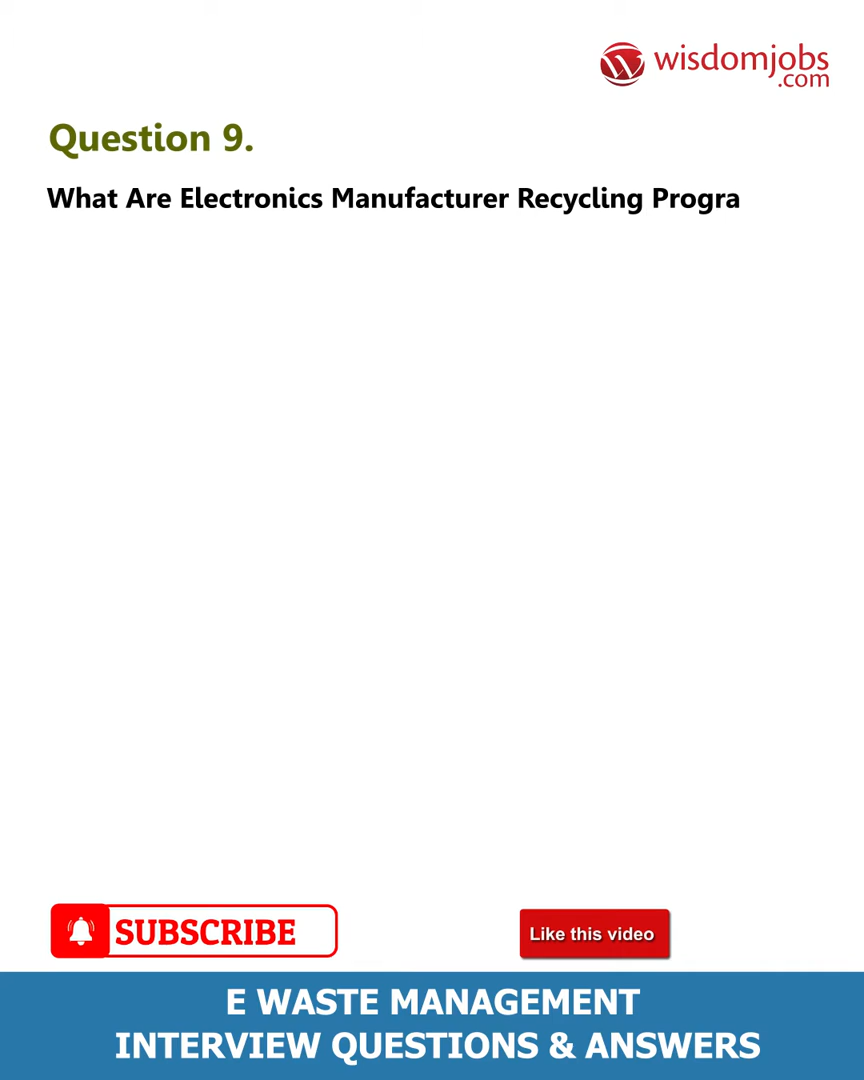 wisdomjobs
.com
Question 9.
What Are Electronics Manufacturer Recycling Progra
SUBSCRIBE
Like this video
E WASTE MANAGEMENT
INTERVIEW QUESTIONS & ANSWERS